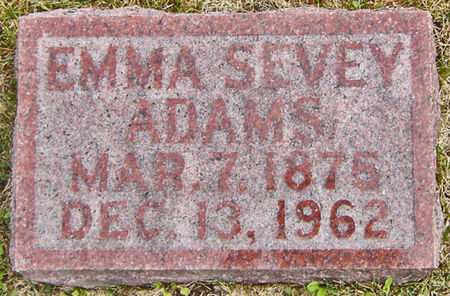 EMMA SEVEY
ADAMS
MAR. 7, 1875
DEC. 13, 1962